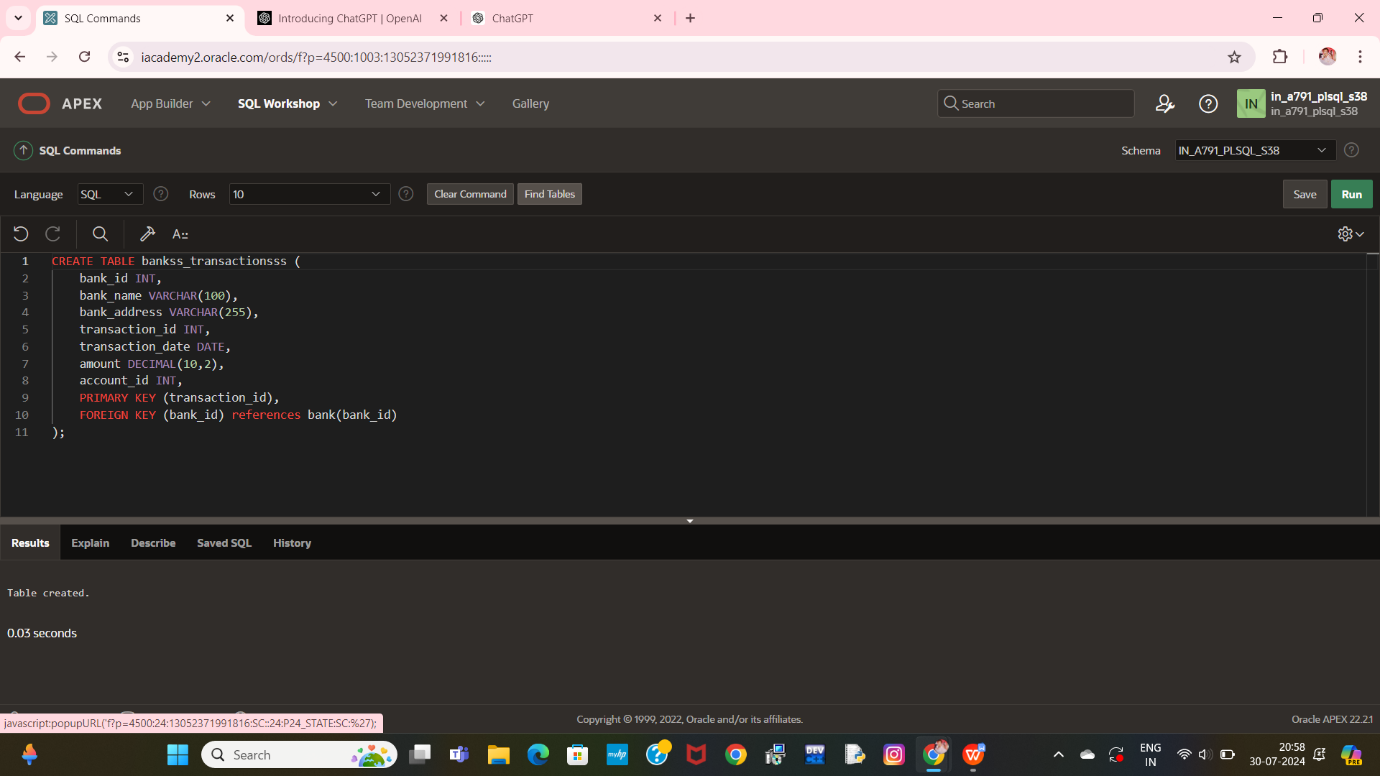 SQL Commands
Introducing ChatGPT | OpenAI
ChatGPT
iacademy2.oracle.com/ords/f?p=4500:1003:13052371991816:::::
APEX
App Builder
SQL Workshop
Team Development
Gallery
Search
IN
in_a791_plsql_s38
in_a791_plsql_s38
SQL Commands
Schema
IN_A791_PLSQL_S38
Language
SQL
Rows
10
Clear Command
Find Tables
Save
Run
1 CREATE TABLE bankss_transactionsss (
2 bank_id INT,
3 bank_name VARCHAR(100),
4 bank_address VARCHAR(255),
5 transaction_id INT,
6 transaction_date DATE,
7 amount DECIMAL(10,2),
8 account_id INT,
9 PRIMARY KEY (transaction_id),
10 FOREIGN KEY (bank_id) references bank(bank_id)
11 );
Results
Explain
Describe
Saved SQL
History
Table created.
0.03 seconds
javascript:popupURL('f?p=4500:24:13052371991816:SC::24:P24_STATE:SC:%27);
Copyright © 1999, 2022, Oracle and/or its affiliates.
Oracle APEX 22.2.1
Search
myhp
DEV
ENG
IN
20:58
30-07-2024
PRE